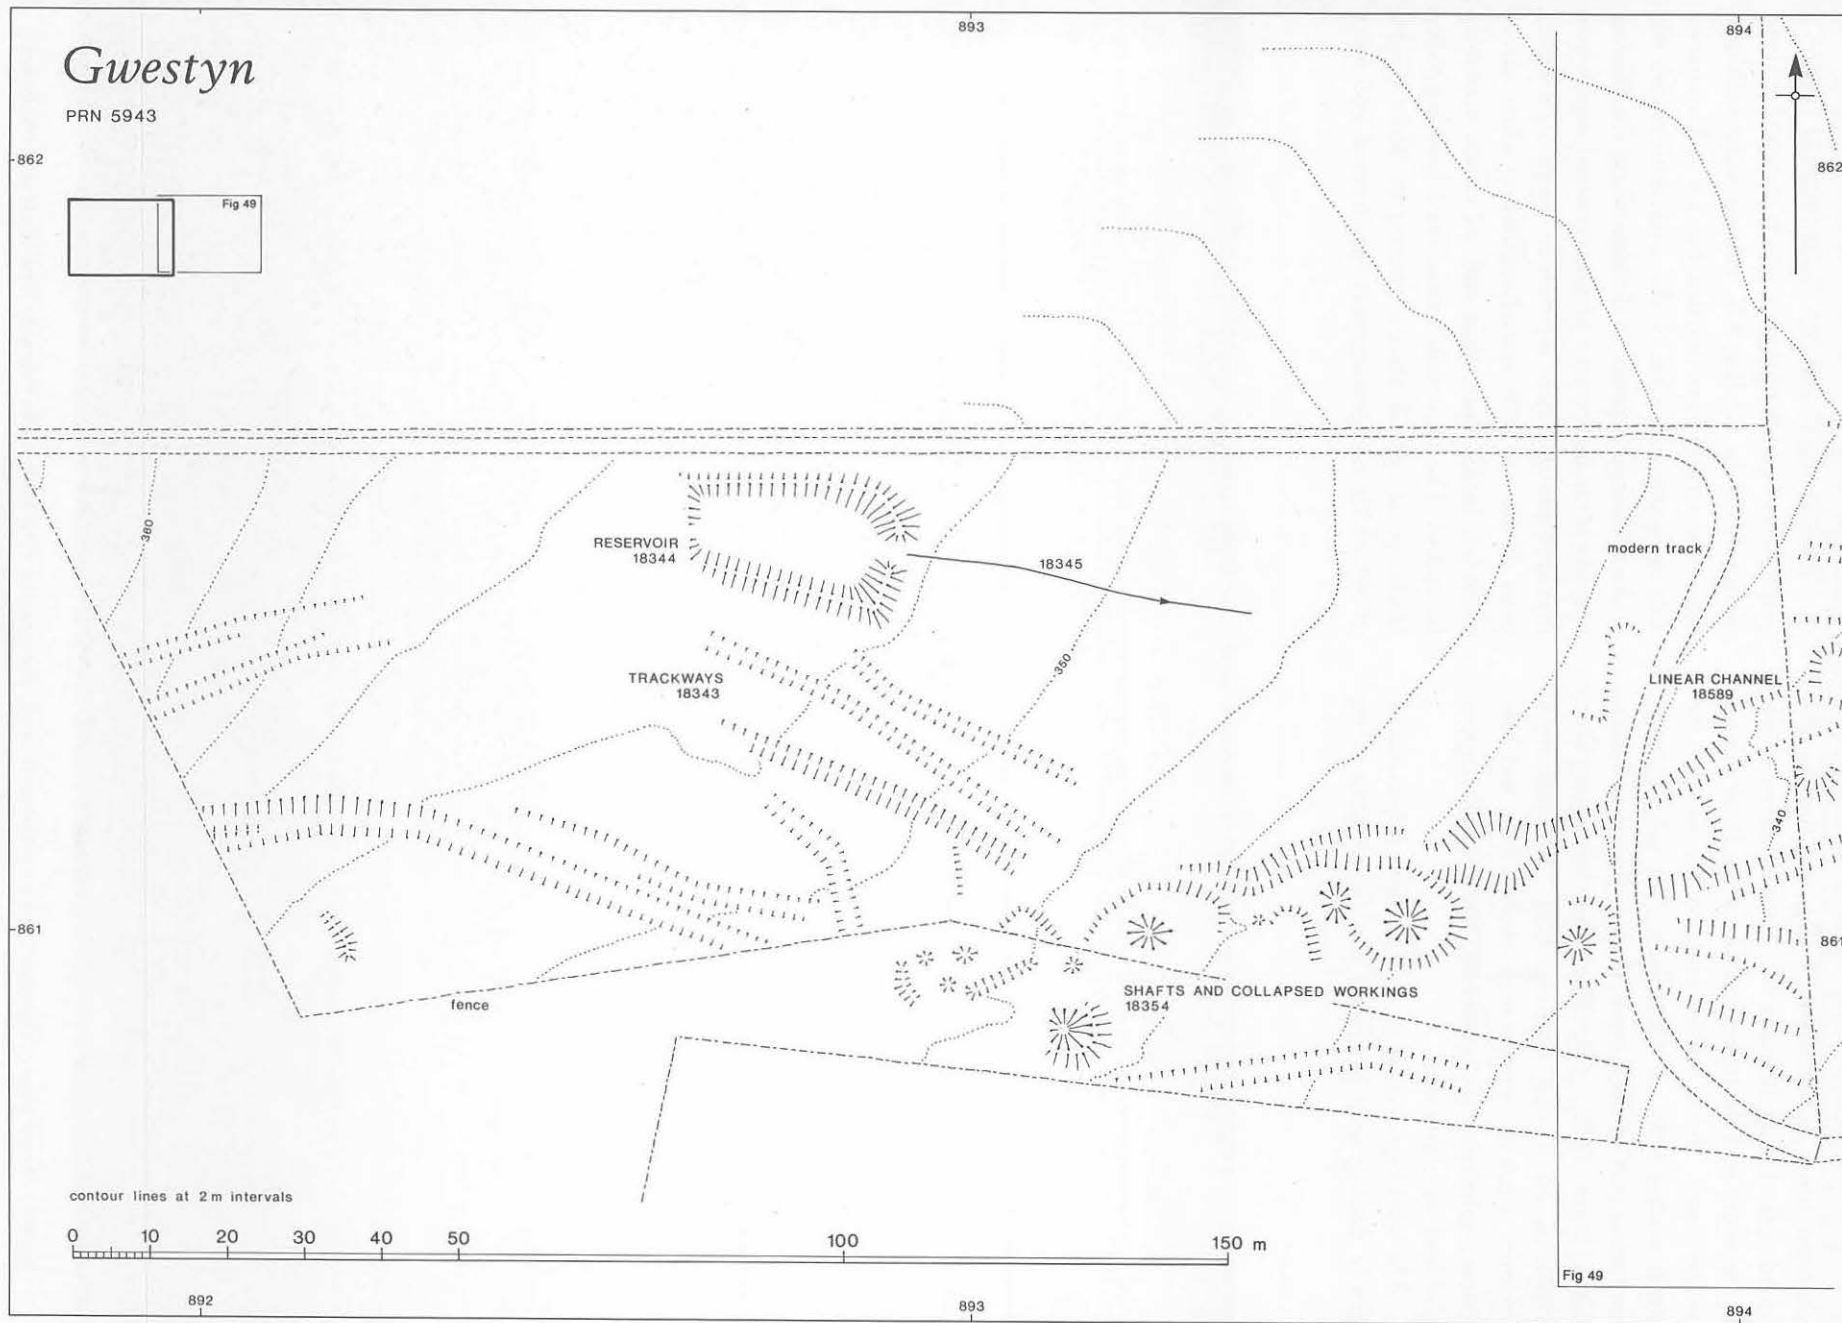 893
894
Gwestyn
PRN 5943
862
862
Fig 49
RESERVOIR
18344
18345
380
modern track
350
TRACKWAYS
18343
LINEAR CHANNEL
18589
340
861
861
SHAFTS AND COLLAPSED WORKINGS
18354
fence
contour lines at 2 m intervals
0 10 20 30 40 50 100 150 m
Fig 49
892
893
894